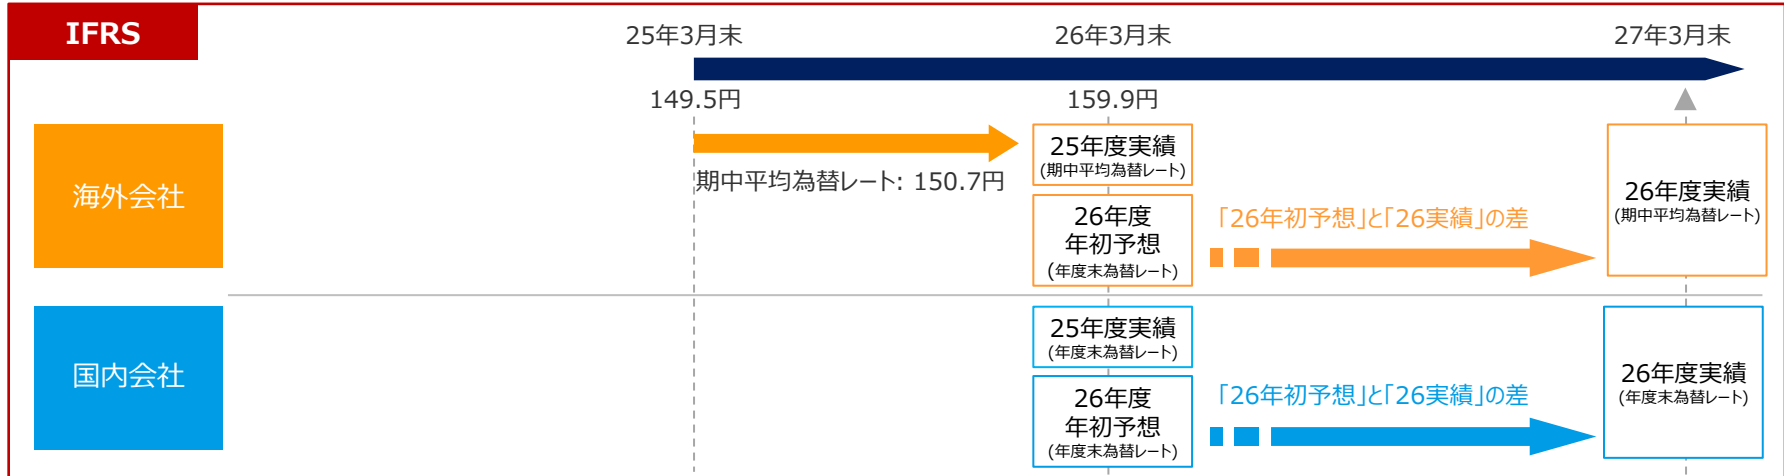 IFRS
25年3月末
26年3月末
27年3月末
149.5円
159.9円
海外会社
期中平均為替レート: 150.7円
25年度実績
(期中平均為替レート)
26年度
年初予想
(年度末為替レート)
「26年初予想」と「26実績」の差
26年度実績
(期中平均為替レート)
国内会社
25年度実績
(年度末為替レート)
26年度
年初予想
(年度末為替レート)
「26年初予想」と「26実績」の差
26年度実績
(年度末為替レート)